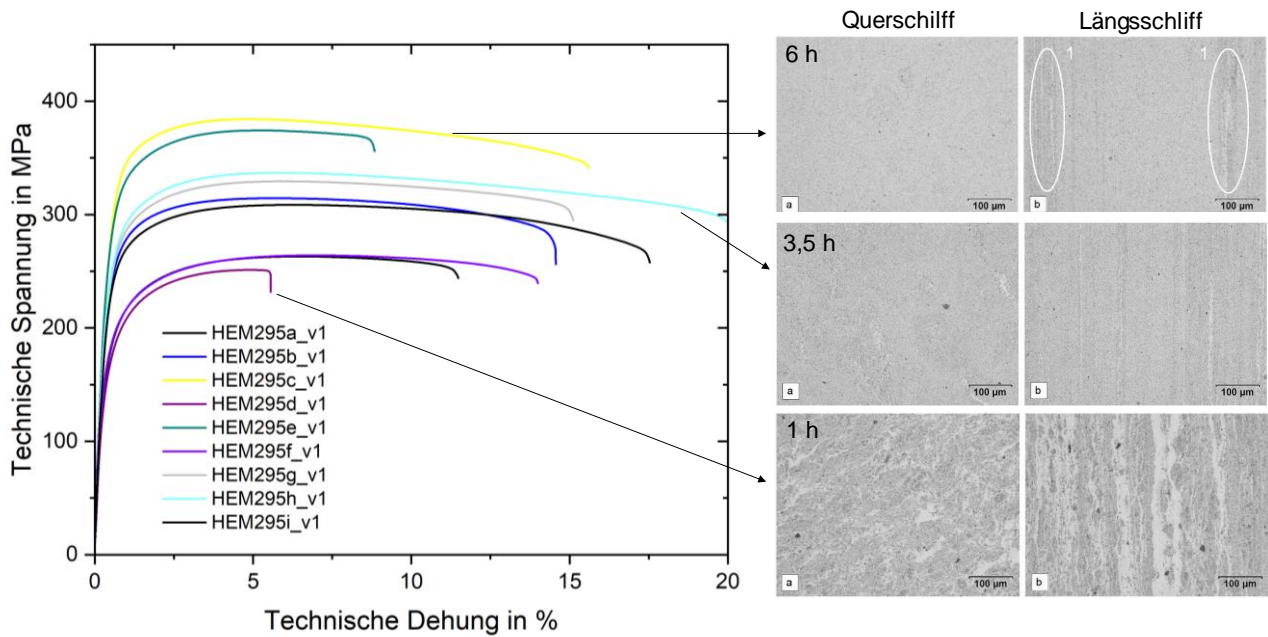 Querschilff
Längsschliff
6 h
1
1
a
100 µm
b
100 µm
3,5 h
a
100 µm
b
100 µm
1 h
a
100 µm
b
100 µm
Technische Spannung in MPa
400
300
200
100
0
HEM295a_v1
HEM295b_v1
HEM295c_v1
HEM295d_v1
HEM295e_v1
HEM295f_v1
HEM295g_v1
HEM295h_v1
HEM295i_v1
0
5
10
15
20
Technische Dehung in %